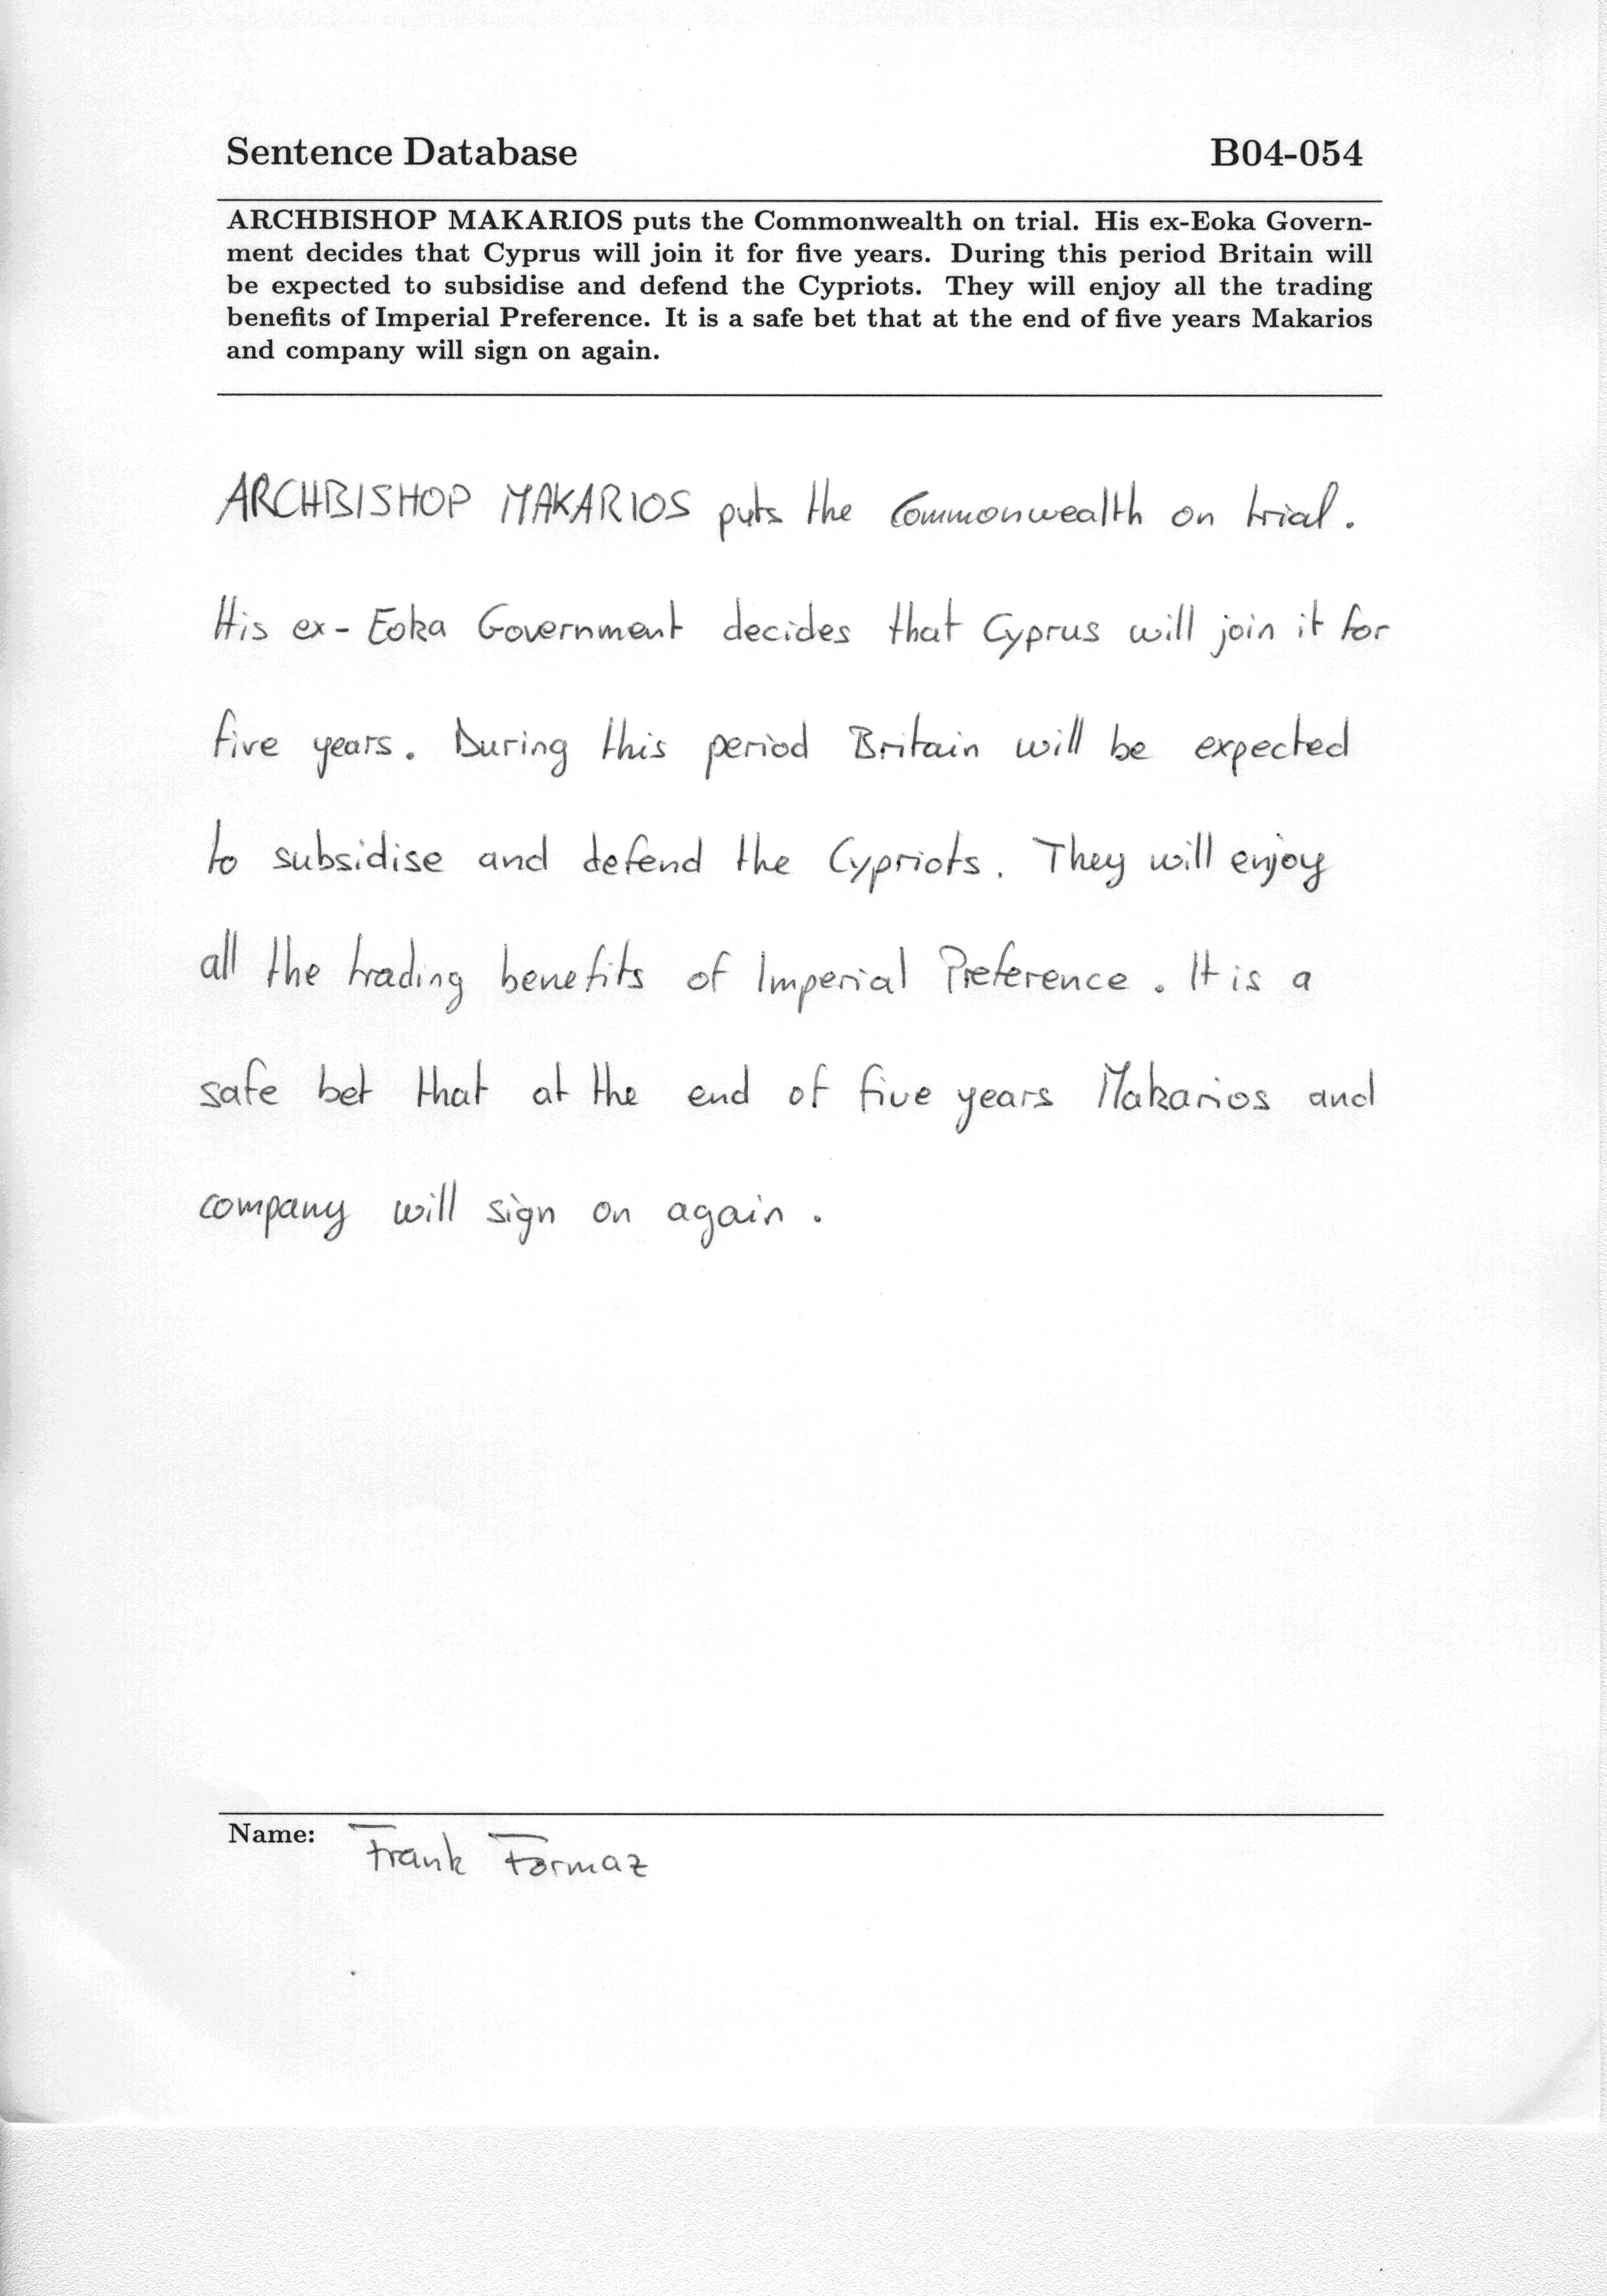 Sentence Database B04-054
ARCHBISHOP MAKARIOS puts the Commonwealth on trial. His ex-Eoka Govern-
ment decides that Cyprus will join it for five years. During this period Britain will
be expected to subsidise and defend the Cypriots. They will enjoy all the trading
benefits of Imperial Preference. It is a safe bet that at the end of five years Makarios
and company will sign on again.
ARCHBISHOP MAKARIOS puts the Commonwealth on trial.
His ex-Eoka Government decides that Cyprus will join it for
five years. During this period Britain will be expected
to subsidise and defend the Cypriots. They will enjoy
all the trading benefits of Imperial Preference. It is a
safe bet that at the end of five years Makarios and
company will sign on again.
Name: Frank Formaz